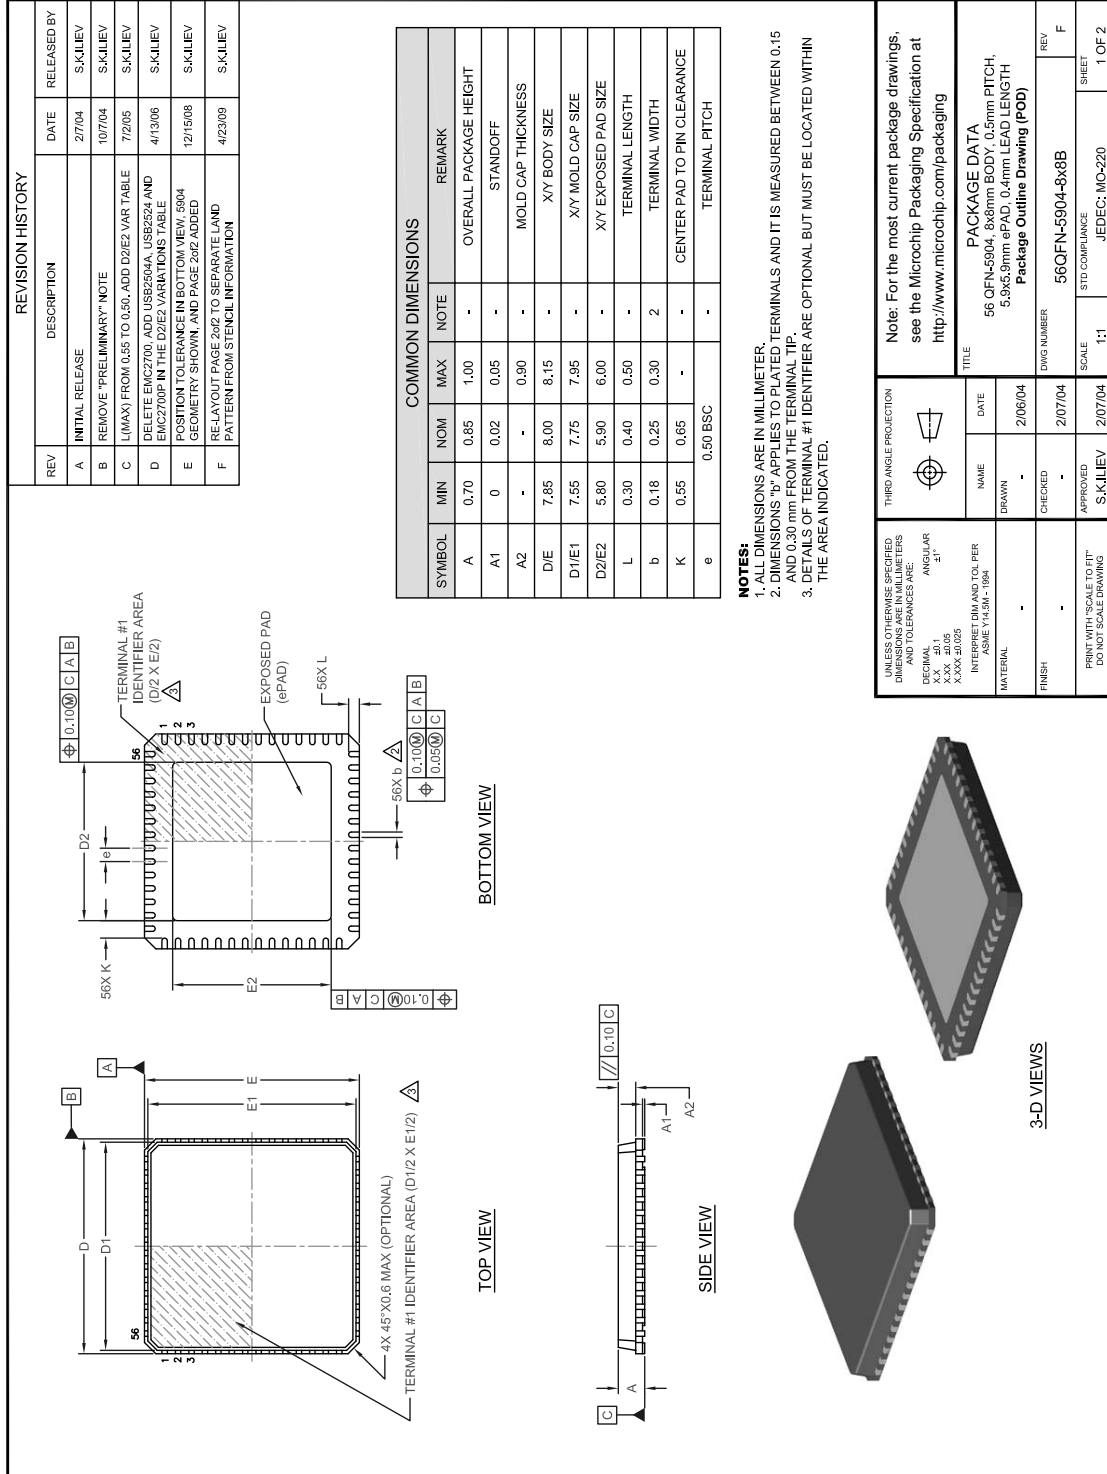 REVISION HISTORY
REV DESCRIPTION DATE RELEASED BY
A INITIAL RELEASE 2/7/04 S.K.ILIEV
B REMOVE "PRELIMINARY" NOTE 10/7/04 S.K.ILIEV
C L(MAX) FROM 0.55 TO 0.50. ADD D2/E2 VAR TABLE 7/2/05 S.K.ILIEV
D DELETE EMC2700, ADD USB2504A, USB2524 AND
EMC2700P IN THE D2/E2 VARIATIONS TABLE 4/13/06 S.K.ILIEV
E POSITION TOLERANCE IN BOTTOM VIEW, 5904
GEOMETRY SHOWN, AND PAGE 2of2 ADDED 12/15/08 S.K.ILIEV
F RE-LAYOUT PAGE 2of2 TO SEPARATE LAND
PATTERN FROM STENCIL INFORMATION 4/23/09 S.K.ILIEV
D
D1
B
A
E
E1
56
1
2
3
4X 45°X0.6 MAX (OPTIONAL)
TERMINAL #1 IDENTIFIER AREA (D1/2 X E1/2) 3
TOP VIEW
⌖ 0.10Ⓜ C A B
D2
e
56X K
E2
⌖ 0.10Ⓜ C A B
56
1
2
3
TERMINAL #1
IDENTIFIER AREA
(D/2 X E/2)
3
EXPOSED PAD
(ePAD)
56X L
56X b 2
⌖ 0.10Ⓜ C A B
0.05Ⓜ C
BOTTOM VIEW
COMMON DIMENSIONS
SYMBOL MIN NOM MAX NOTE REMARK
A 0.70 0.85 1.00 - OVERALL PACKAGE HEIGHT
A1 0 0.02 0.05 - STANDOFF
A2 - - 0.90 - MOLD CAP THICKNESS
D/E 7.85 8.00 8.15 - X/Y BODY SIZE
D1/E1 7.55 7.75 7.95 - X/Y MOLD CAP SIZE
D2/E2 5.80 5.90 6.00 - X/Y EXPOSED PAD SIZE
L 0.30 0.40 0.50 - TERMINAL LENGTH
b 0.18 0.25 0.30 2 TERMINAL WIDTH
K 0.55 0.65 - - CENTER PAD TO PIN CLEARANCE
e 0.50 BSC - TERMINAL PITCH
C
A
// 0.10 C
A1
A2
SIDE VIEW
NOTES:
1. ALL DIMENSIONS ARE IN MILLIMETER.
2. DIMENSIONS "b" APPLIES TO PLATED TERMINALS AND IT IS MEASURED BETWEEN 0.15
AND 0.30 mm FROM THE TERMINAL TIP.
3. DETAILS OF TERMINAL #1 IDENTIFIER ARE OPTIONAL BUT MUST BE LOCATED WITHIN
THE AREA INDICATED.
3-D VIEWS
UNLESS OTHERWISE SPECIFIED
DIMENSIONS ARE IN MILLIMETERS
AND TOLERANCES ARE:
DECIMAL ANGULAR
X.X ±0.1 ±1°
X.XX ±0.05
X.XXX ±0.025
INTERPRET DIM AND TOL PER
ASME Y14.5M - 1994
MATERIAL
-
FINISH
-
PRINT WITH "SCALE TO FIT"
DO NOT SCALE DRAWING
THIRD ANGLE PROJECTION
NAME DATE
DRAWN
- 2/06/04
CHECKED
- 2/07/04
APPROVED
S.K.ILIEV 2/07/04
Note: For the most current package drawings,
see the Microchip Packaging Specification at
http://www.microchip.com/packaging
TITLE
PACKAGE DATA
56 QFN-5904, 8x8mm BODY, 0.5mm PITCH,
5.9x5.9mm ePAD, 0.4mm LEAD LENGTH
Package Outline Drawing (POD)
DWG NUMBER
56QFN-5904-8x8B
REV
F
SCALE
1:1
STD COMPLIANCE
JEDEC: MO-220
SHEET
1 OF 2